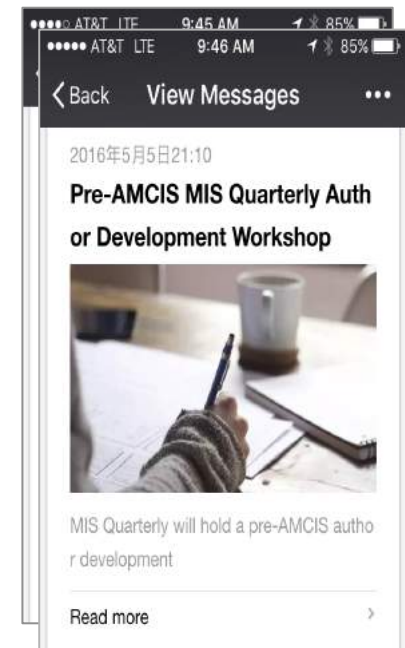 AT&T LTE 9:45 AM 85%
AT&T LTE 9:46 AM 85%
Back View Messages •••
2016年5月5日21:10
Pre-AMCIS MIS Quarterly Auth
or Development Workshop
MIS Quarterly will hold a pre-AMCIS autho
r development
Read more